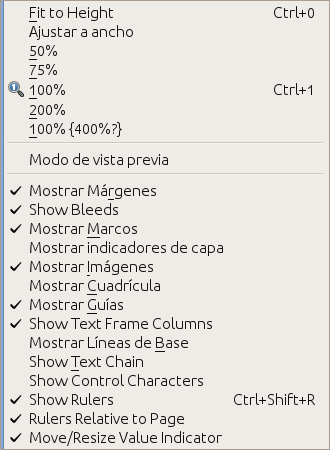 Fit to Height Ctrl+0
Ajustar a ancho
50%
75%
100% Ctrl+1
200%
100% {400%?}
Modo de vista previa
Mostrar Márgenes
Show Bleeds
Mostrar Marcos
Mostrar indicadores de capa
Mostrar Imágenes
Mostrar Cuadrícula
Mostrar Guías
Show Text Frame Columns
Mostrar Líneas de Base
Show Text Chain
Show Control Characters
Show Rulers Ctrl+Shift+R
Rulers Relative to Page
Move/Resize Value Indicator